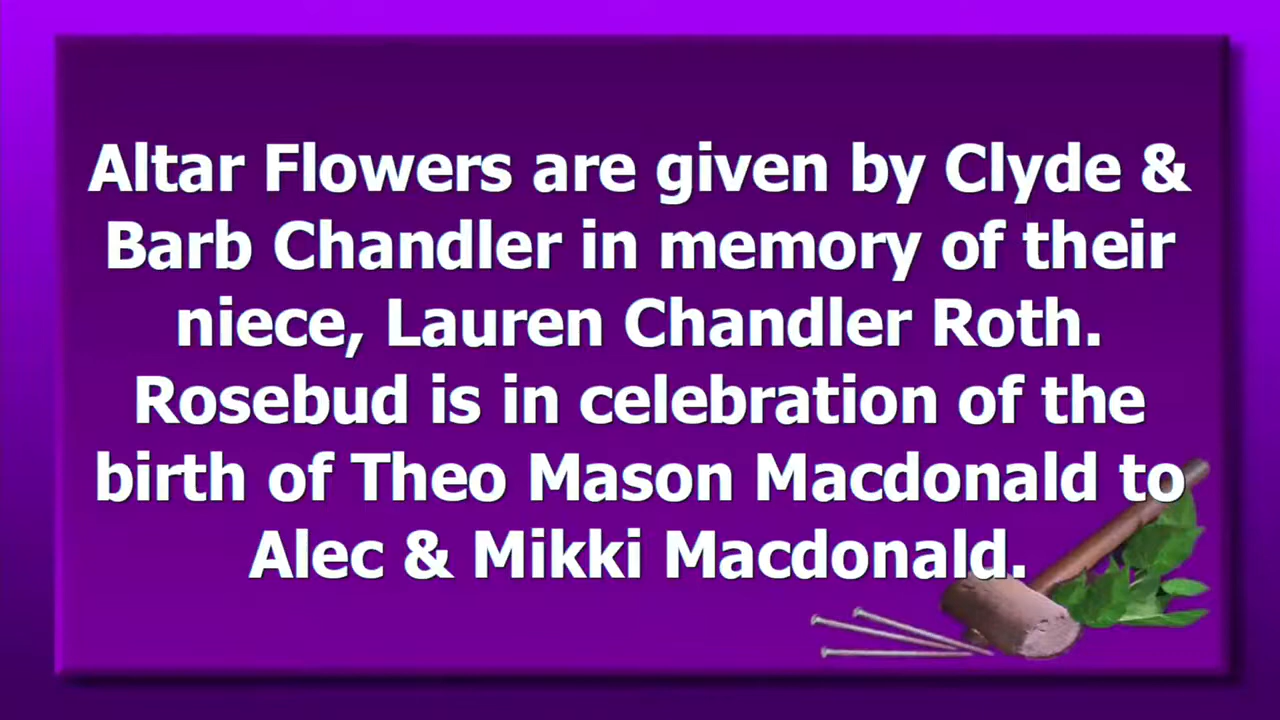 Altar Flowers are given by Clyde &
Barb Chandler in memory of their
niece, Lauren Chandler Roth.
Rosebud is in celebration of the
birth of Theo Mason Macdonald to
Alec & Mikki Macdonald.